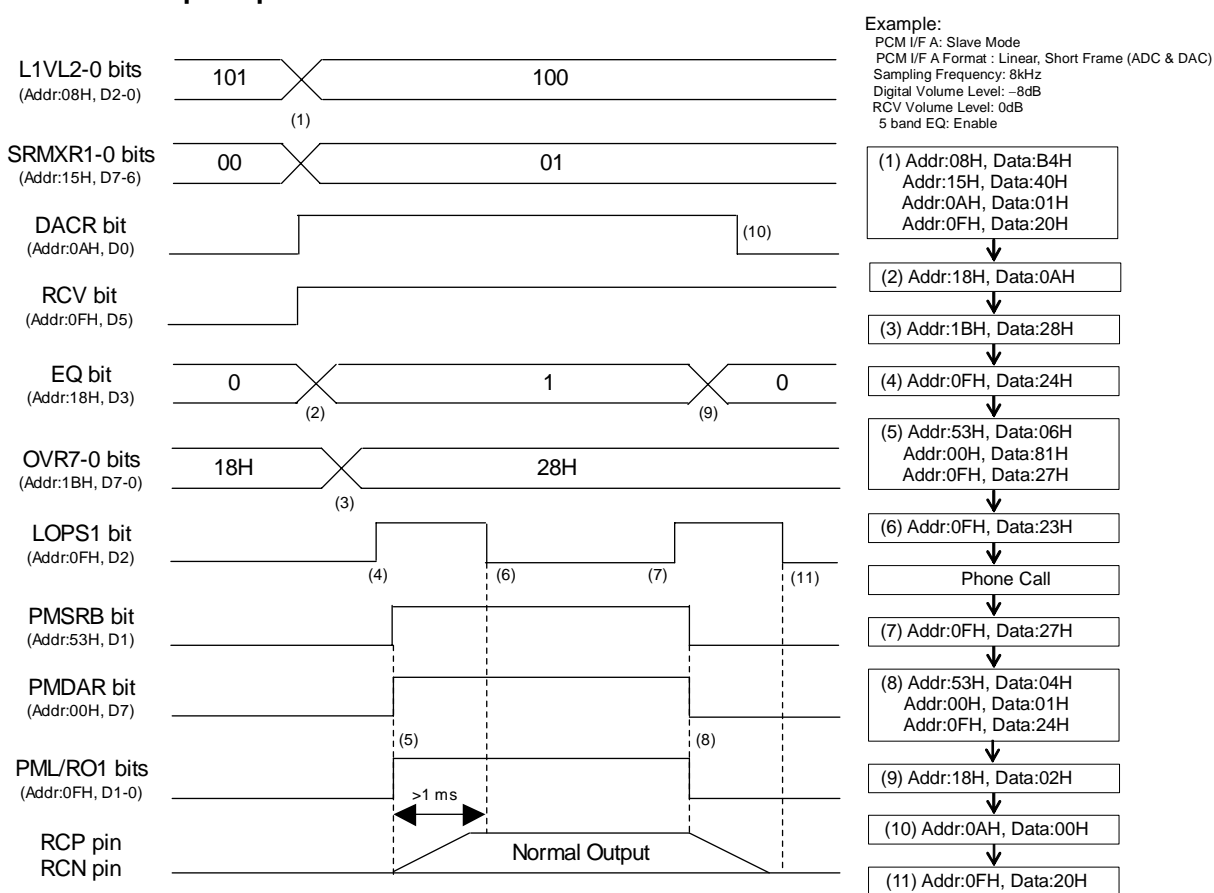 Example:
PCM I/F A: Slave Mode
PCM I/F A Format : Linear, Short Frame (ADC & DAC)
Sampling Frequency: 8kHz
Digital Volume Level: −8dB
RCV Volume Level: 0dB
5 band EQ: Enable
L1VL2-0 bits
(Addr:08H, D2-0)
101
100
(1)
SRMXR1-0 bits
(Addr:15H, D7-6)
00
01
DACR bit
(Addr:0AH, D0)
(10)
RCV bit
(Addr:0FH, D5)
EQ bit
(Addr:18H, D3)
0
1
0
(2)
(9)
OVR7-0 bits
(Addr:1BH, D7-0)
18H
28H
(3)
LOPS1 bit
(Addr:0FH, D2)
(4)
(6)
(7)
(11)
PMSRB bit
(Addr:53H, D1)
PMDAR bit
(Addr:00H, D7)
(5)
(8)
PML/RO1 bits
(Addr:0FH, D1-0)
>1 ms
RCP pin
RCN pin
Normal Output
(1) Addr:08H, Data:B4H
Addr:15H, Data:40H
Addr:0AH, Data:01H
Addr:0FH, Data:20H
(2) Addr:18H, Data:0AH
(3) Addr:1BH, Data:28H
(4) Addr:0FH, Data:24H
(5) Addr:53H, Data:06H
Addr:00H, Data:81H
Addr:0FH, Data:27H
(6) Addr:0FH, Data:23H
Phone Call
(7) Addr:0FH, Data:27H
(8) Addr:53H, Data:04H
Addr:00H, Data:01H
Addr:0FH, Data:24H
(9) Addr:18H, Data:02H
(10) Addr:0AH, Data:00H
(11) Addr:0FH, Data:20H